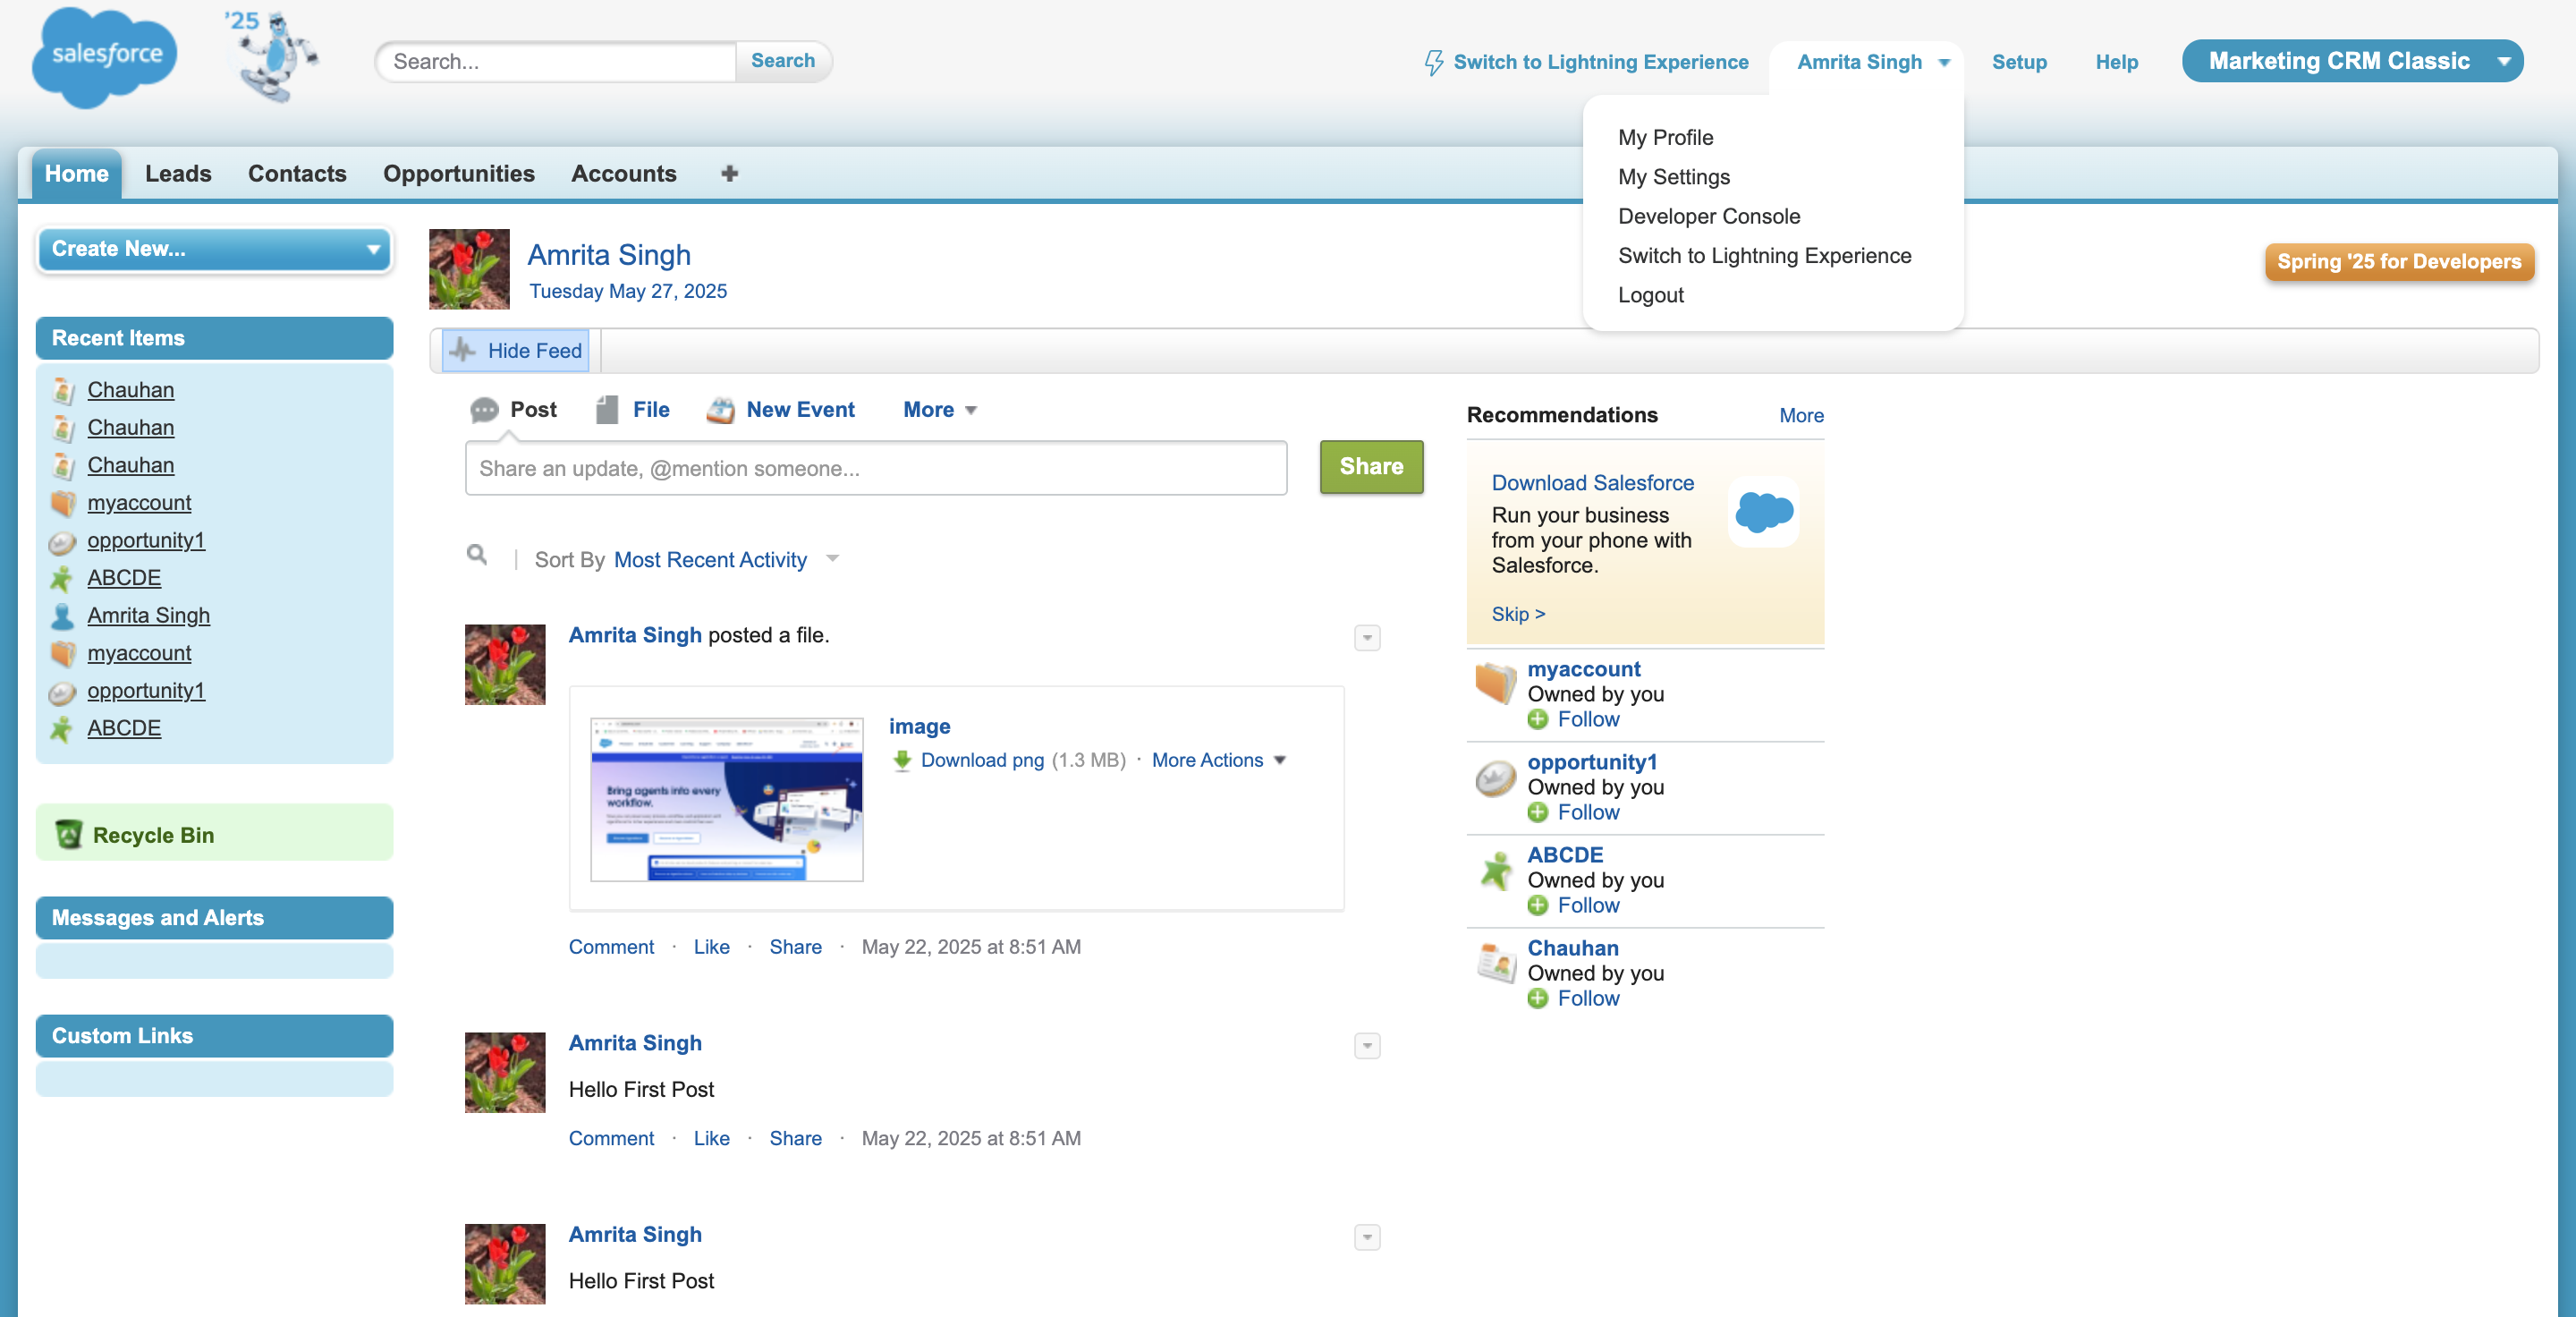 salesforce
'25
Search...
Search
Switch to Lightning Experience
Amrita Singh
Setup
Help
Marketing CRM Classic
My Profile
My Settings
Developer Console
Switch to Lightning Experience
Logout
Home
Leads
Contacts
Opportunities
Accounts
Create New...
Recent Items
Chauhan
Chauhan
Chauhan
myaccount
opportunity1
ABCDE
Amrita Singh
myaccount
opportunity1
ABCDE
Recycle Bin
Messages and Alerts
Custom Links
Amrita Singh
Tuesday May 27, 2025
Spring '25 for Developers
Hide Feed
Post
File
New Event
More
Share an update, @mention someone...
Share
Sort By Most Recent Activity
Amrita Singh posted a file.
Bring agents into every
workflow.
image
Download png (1.3 MB) · More Actions
Comment · Like · Share · May 22, 2025 at 8:51 AM
Amrita Singh
Hello First Post
Comment · Like · Share · May 22, 2025 at 8:51 AM
Amrita Singh
Hello First Post
Recommendations
More
Download Salesforce
Run your business
from your phone with
Salesforce.
Skip >
myaccount
Owned by you
Follow
opportunity1
Owned by you
Follow
ABCDE
Owned by you
Follow
Chauhan
Owned by you
Follow